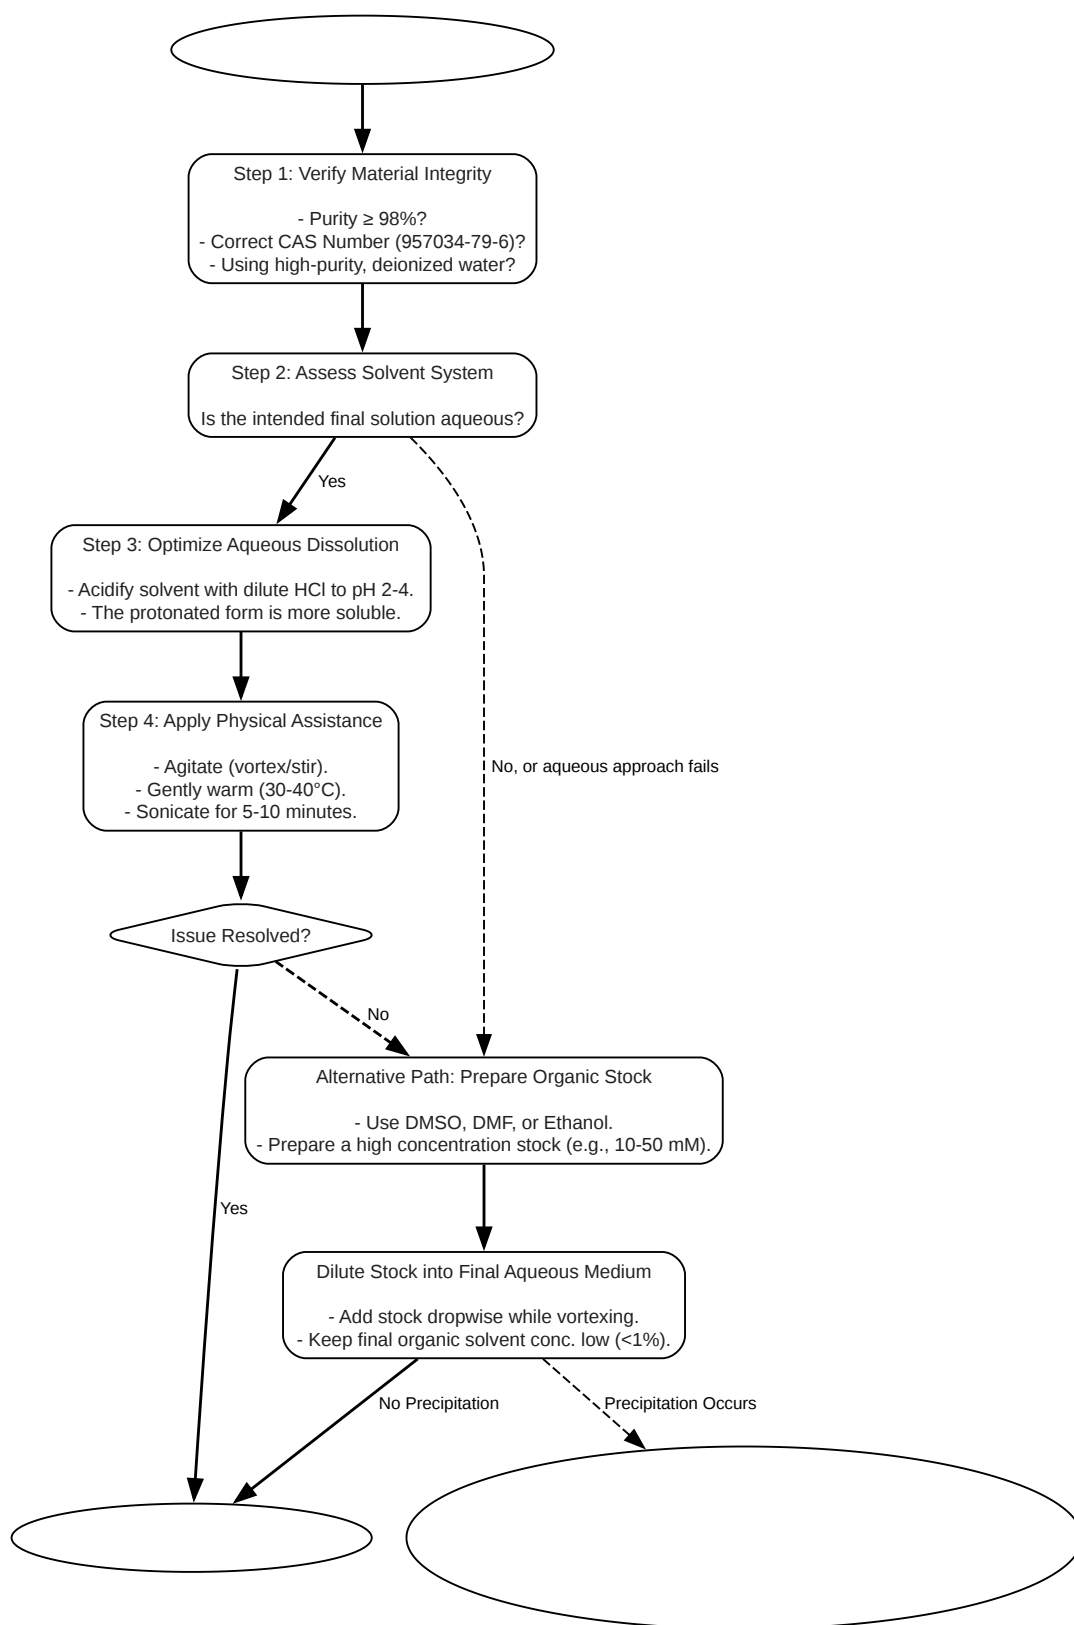 Step 1: Verify Material Integrity
- Purity ≥ 98%?
- Correct CAS Number (957034-79-6)?
- Using high-purity, deionized water?
Step 2: Assess Solvent System
Is the intended final solution aqueous?
Yes
Step 3: Optimize Aqueous Dissolution
- Acidify solvent with dilute HCl to pH 2-4.
- The protonated form is more soluble.
Step 4: Apply Physical Assistance
- Agitate (vortex/stir).
- Gently warm (30-40°C).
- Sonicate for 5-10 minutes.
No, or aqueous approach fails
Issue Resolved?
No
Alternative Path: Prepare Organic Stock
- Use DMSO, DMF, or Ethanol.
- Prepare a high concentration stock (e.g., 10-50 mM).
Yes
Dilute Stock into Final Aqueous Medium
- Add stock dropwise while vortexing.
- Keep final organic solvent conc. low (<1%).
No Precipitation
Precipitation Occurs